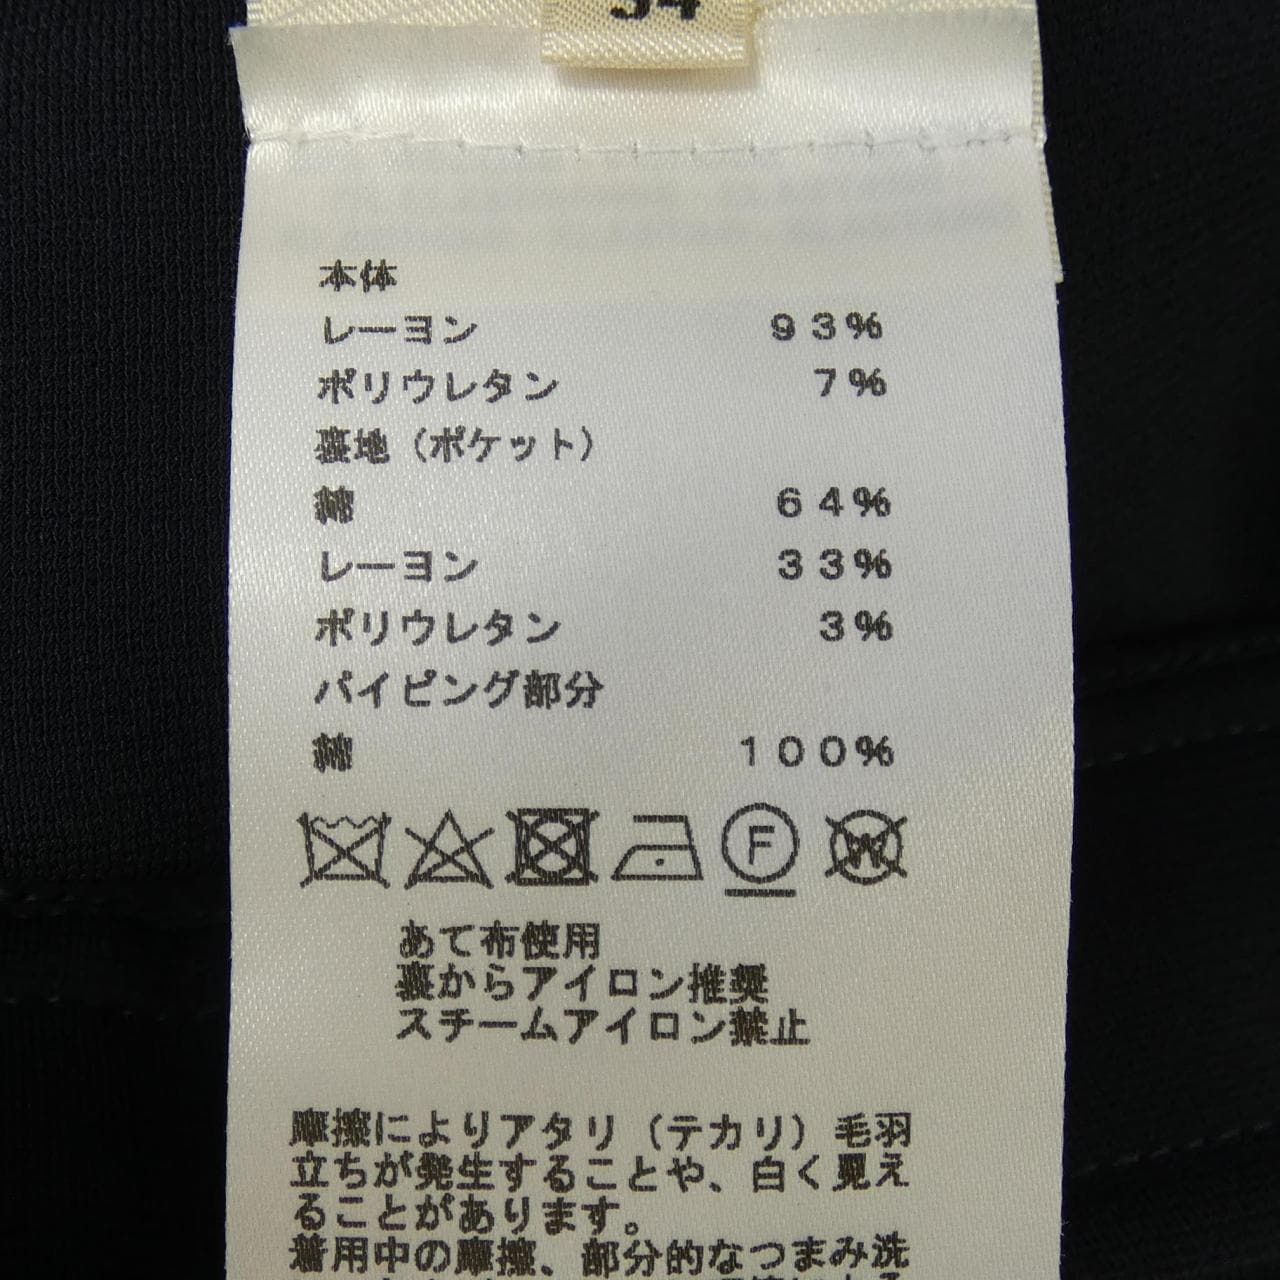 34
本体
レーヨン 93%
ポリウレタン 7%
裏地（ポケット）
64%
レーヨン 33%
ポリウレタン 3%
パイピング部分
100%
F W
あて布使用
裏からアイロン推奨
スチームアイロン禁止
摩擦によりアタリ（テカリ）毛羽
立ちが発生することや、白く見え
ることがあります。
着用中の摩擦、部分的なつまみ洗